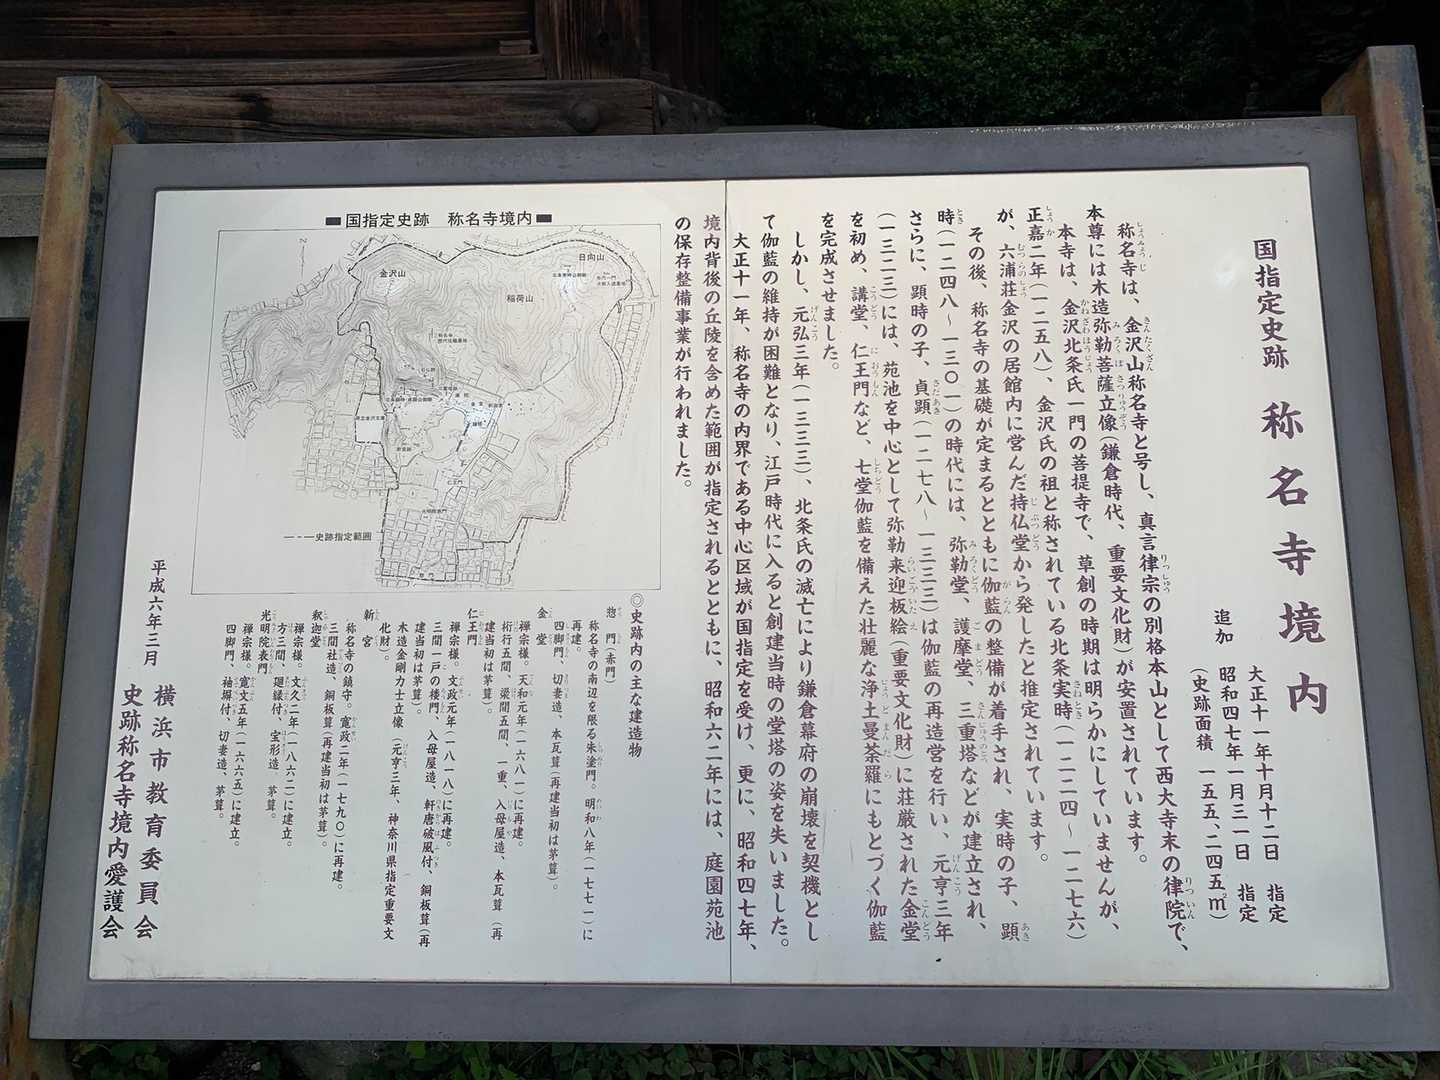 国指定史跡　称名寺境内
大正十一年十月十二日　指定
追加　昭和四七年一月三一日　指定
(史跡面積　一五五、二四五㎡)
称名寺は、金沢山称名寺と号し、真言律宗の別格本山として西大寺末の律院で、
本尊には木造弥勒菩薩立像(鎌倉時代、重要文化財)が安置されています。
本寺は、金沢北条氏一門の菩提寺で、草創の時期は明らかにしていませんが、
正嘉二年(一二五八)、金沢氏の祖と称されている北条実時(一二二四〜一二七六)
が、六浦荘金沢の居館内に営んだ持仏堂から発したと推定されています。
その後、称名寺の基礎が定まるとともに伽藍の整備が着手され、実時の子、顕
時(一二四八〜一三〇一)の時代には、弥勒堂、護摩堂、三重塔などが建立され、
さらに、顕時の子、貞顕(一二七八〜一三三三)は伽藍の再造営を行い、元亨三年
(一三二三)には、苑池を中心として弥勒来迎板絵(重要文化財)に荘厳された金堂
を初め、講堂、仁王門など、七堂伽藍を備えた壮麗な浄土曼荼羅にもとづく伽藍
を完成させました。
しかし、元弘三年(一三三三)、北条氏の滅亡により鎌倉幕府の崩壊を契機とし
て伽藍の維持が困難となり、江戸時代に入ると創建当時の堂塔の姿を失いました。
大正十一年、称名寺の内界である中心区域が国指定を受け、更に、昭和四七年、
境内背後の丘陵を含めた範囲が指定されるとともに、昭和六二年には、庭園苑池
の保存整備事業が行われました。
■国指定史跡　称名寺境内■
金沢山
稲荷山
日向山
仁王門
光明院表門
史跡指定範囲
◎史跡内の主な建造物
惣　門(赤門)
称名寺の南辺を限る朱塗門。明和八年(一七七一)に
再建。
四脚門、切妻造、本瓦葺(再建当初は茅葺)。
金　堂
禅宗様。天和元年(一六八一)に再建。
桁行五間、梁間五間、一重、入母屋造、本瓦葺(再
建当初は茅葺)。
仁王門
禅宗様。文政元年(一八一八)に再建。
三間一戸の楼門、入母屋造、軒唐破風付、銅板葺(再
建当初は茅葺)。
木造金剛力士立像(元亨三年、神奈川県指定重要文
化財)。
新　宮
称名寺の鎮守。寛政二年(一七九〇)に再建。
三間社造、銅板葺(再建当初は茅葺)。
釈迦堂
禅宗様。文久二年(一八六二)に建立。
方三間、廻縁付、宝形造、茅葺。
光明院表門
禅宗様。寛文五年(一六六五)に建立。
四脚門、袖塀付、切妻造、茅葺。
平成六年三月
横浜市教育委員会
史跡称名寺境内愛護会